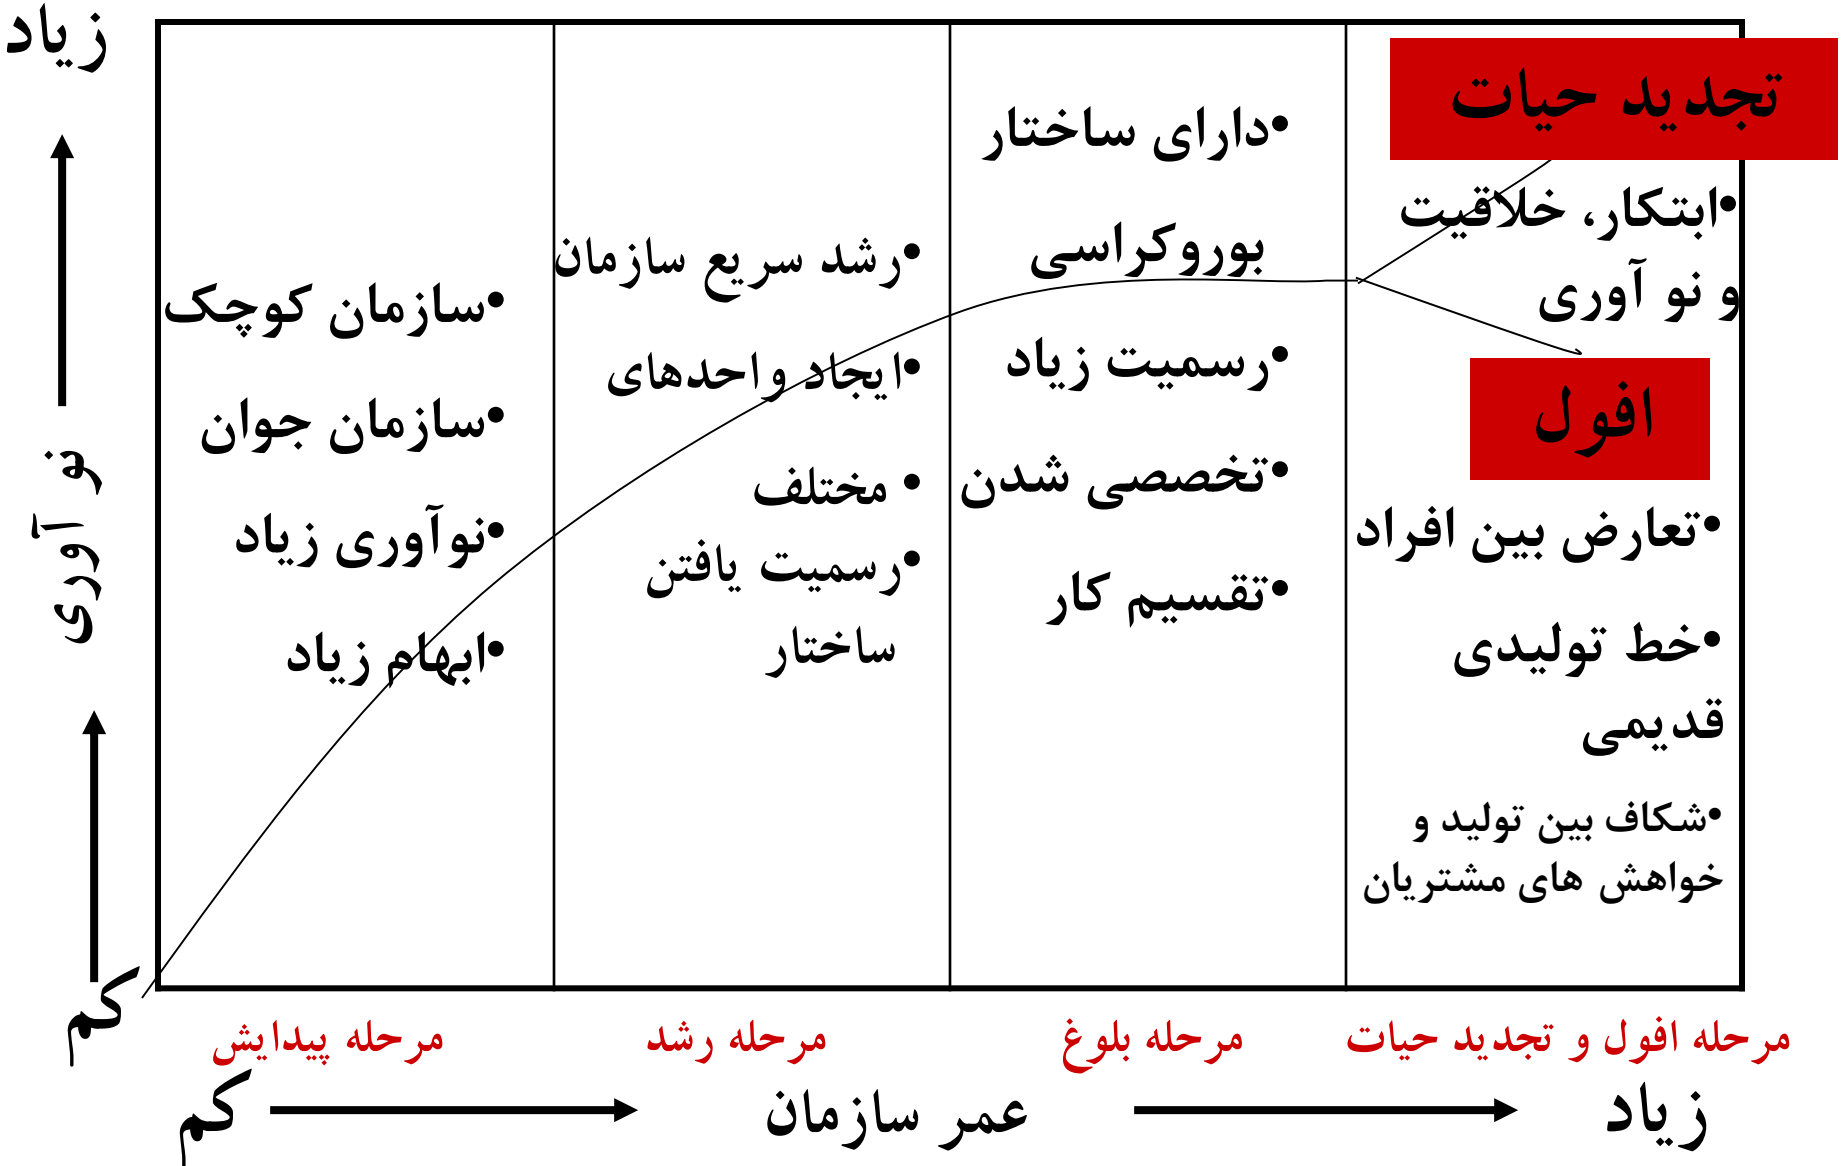 زیاد
نو آوری
کم
•سازمان کوچک
•سازمان جوان
•نوآوری زیاد
•ابهام زیاد
•رشد سریع سازمان
•ایجاد واحدهای
• مختلف
•رسمیت یافتن
ساختار
•دارای ساختار
بوروکراسی
•رسمیت زیاد
•تخصصی شدن
•تقسیم کار
تجدید حیات
•ابتکار، خلاقیت
و نو آوری
افول
•تعارض بین افراد
•خط تولیدی
قدیمی
•شکاف بین تولید و
خواهش های مشتریان
مرحله پیدایش
مرحله رشد
مرحله بلوغ
مرحله افول و تجدید حیات
کم
عمر سازمان
زیاد